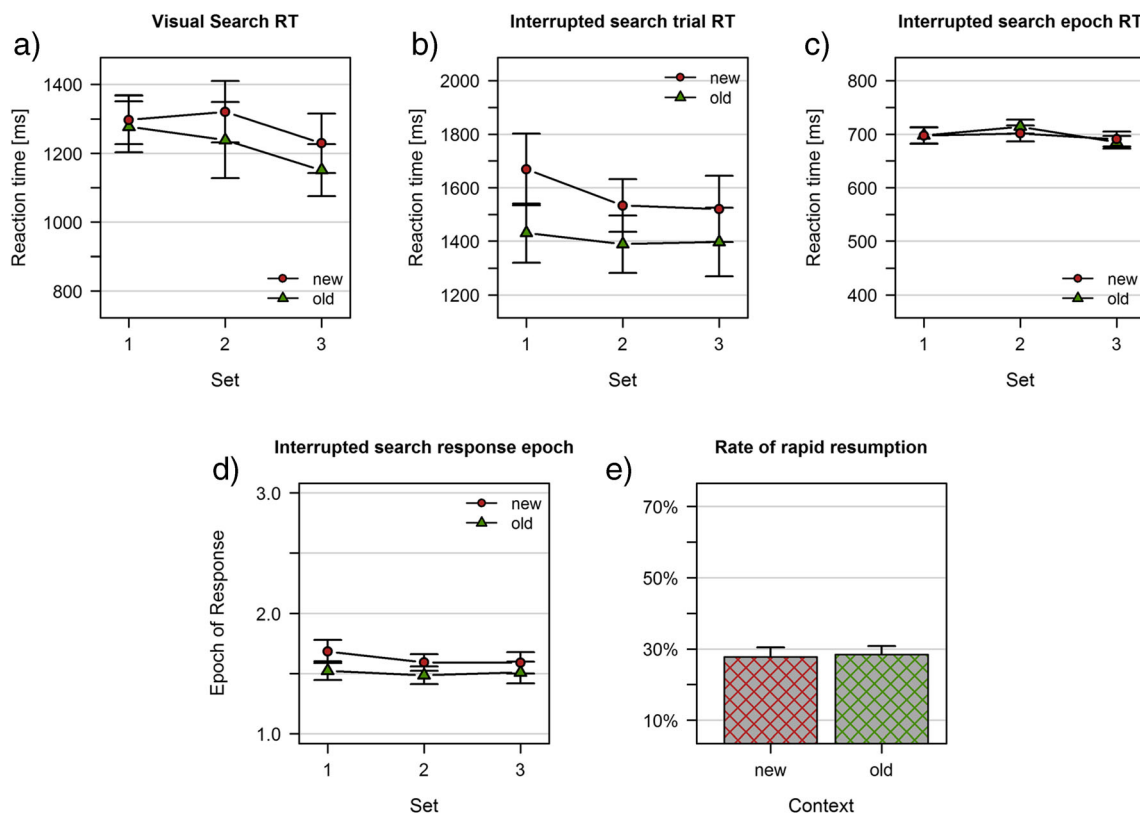 Visual Search RT
a)
1400
1200
1000
800
Reaction time [ms]
new
old
1 2 3
Set
Interrupted search trial RT
b)
2000
1800
1600
1400
1200
Reaction time [ms]
new
old
1 2 3
Set
Interrupted search epoch RT
c)
800
700
600
500
400
Reaction time [ms]
new
old
1 2 3
Set
Interrupted search response epoch
d)
3.0
2.0
1.0
Epoch of Response
new
old
1 2 3
Set
Rate of rapid resumption
e)
70%
50%
30%
10%
new old
Context